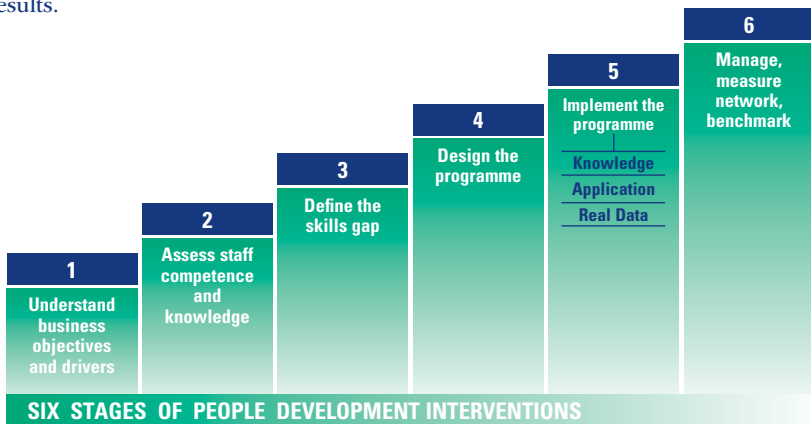 esults.
1
Understand
business
objectives
and drivers
2
Assess staff
competence
and
knowledge
3
Define the
skills gap
4
Design the
programme
5
Implement the
programme
Knowledge
Application
Real Data
6
Manage,
measure
network,
benchmark
SIX STAGES OF PEOPLE DEVELOPMENT INTERVENTIONS